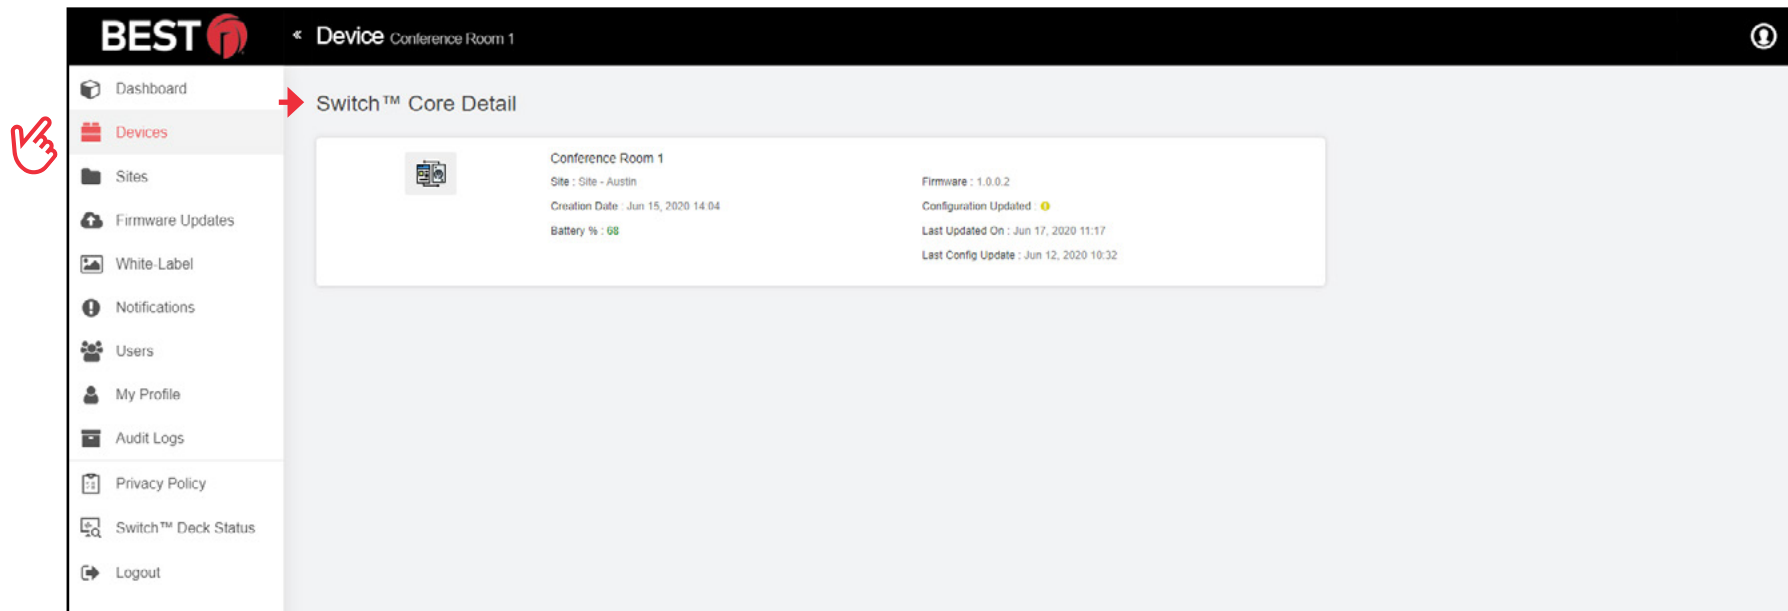 BEST
« Device Conference Room 1
Dashboard
Devices
Sites
Firmware Updates
White-Label
Notifications
Users
My Profile
Audit Logs
Privacy Policy
Switch™ Deck Status
Logout
Switch™ Core Detail
Conference Room 1
Site : Site - Austin
Creation Date : Jun 15, 2020 14:04
Battery % : 68
Firmware : 1.0.0.2
Configuration Updated :
Last Updated On : Jun 17, 2020 11:17
Last Config Update : Jun 12, 2020 10:32